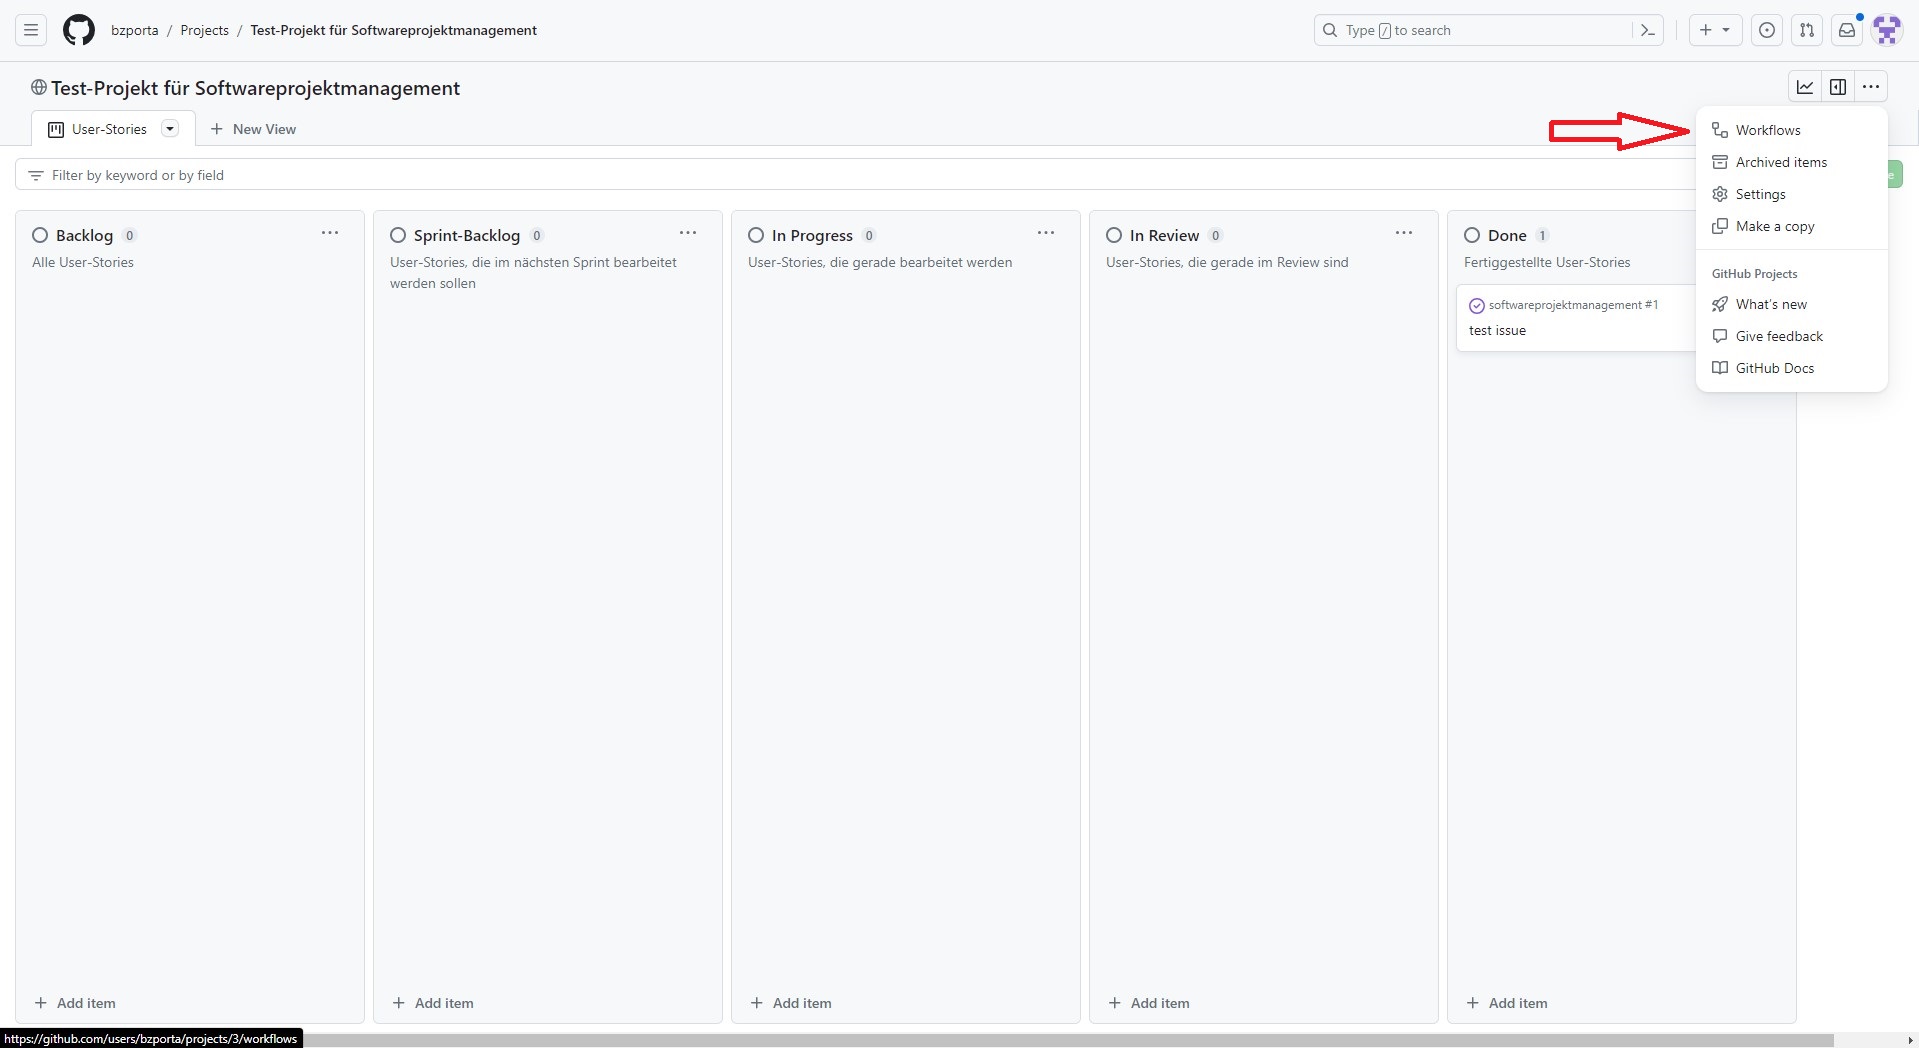 bzporta / Projects / Test-Projekt für Softwareprojektmanagement
Type / to search
Test-Projekt für Softwareprojektmanagement
User-Stories
New View
Filter by keyword or by field
Workflows
Archived items
Settings
Make a copy
GitHub Projects
What's new
Give feedback
GitHub Docs
Backlog 0
Alle User-Stories
Add item
Sprint-Backlog 0
User-Stories, die im nächsten Sprint bearbeitet
werden sollen
Add item
In Progress 0
User-Stories, die gerade bearbeitet werden
Add item
In Review 0
User-Stories, die gerade im Review sind
Add item
Done 1
Fertiggestellte User-Stories
softwareprojektmanagement #1
test issue
Add item
https://github.com/users/bzporta/projects/3/workflows